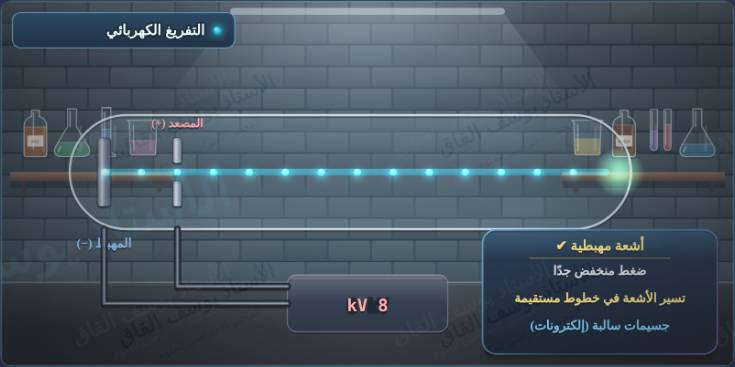 التفريغ الكهربائي
المصعد (+)
المهبط (−)
8 kV
أشعة مهبطية ✔
ضغط منخفض جدًا
تسير الأشعة في خطوط مستقيمة
جسيمات سالبة (إلكترونات)